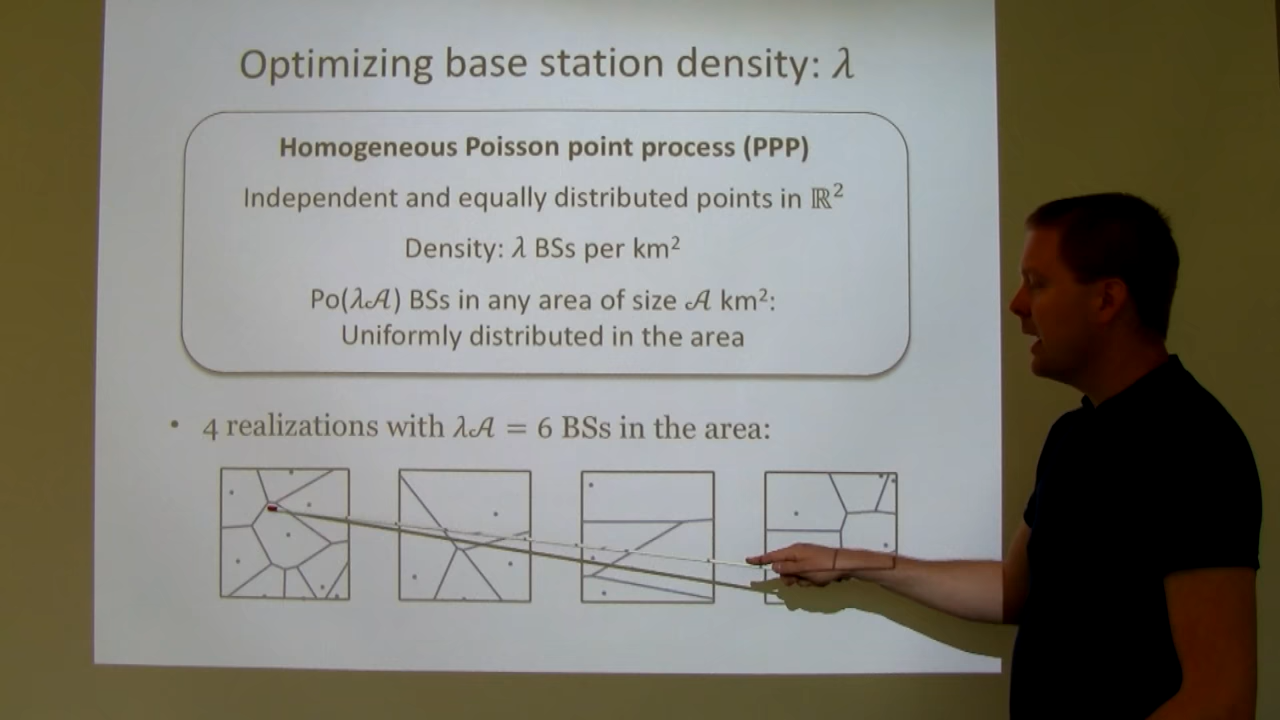 Optimizing base station density: λ
Homogeneous Poisson point process (PPP)
Independent and equally distributed points in ℝ²
Density: λ BSs per km²
Po(λ𝒜) BSs in any area of size 𝒜 km²:
Uniformly distributed in the area
• 4 realizations with λ𝒜 = 6 BSs in the area: